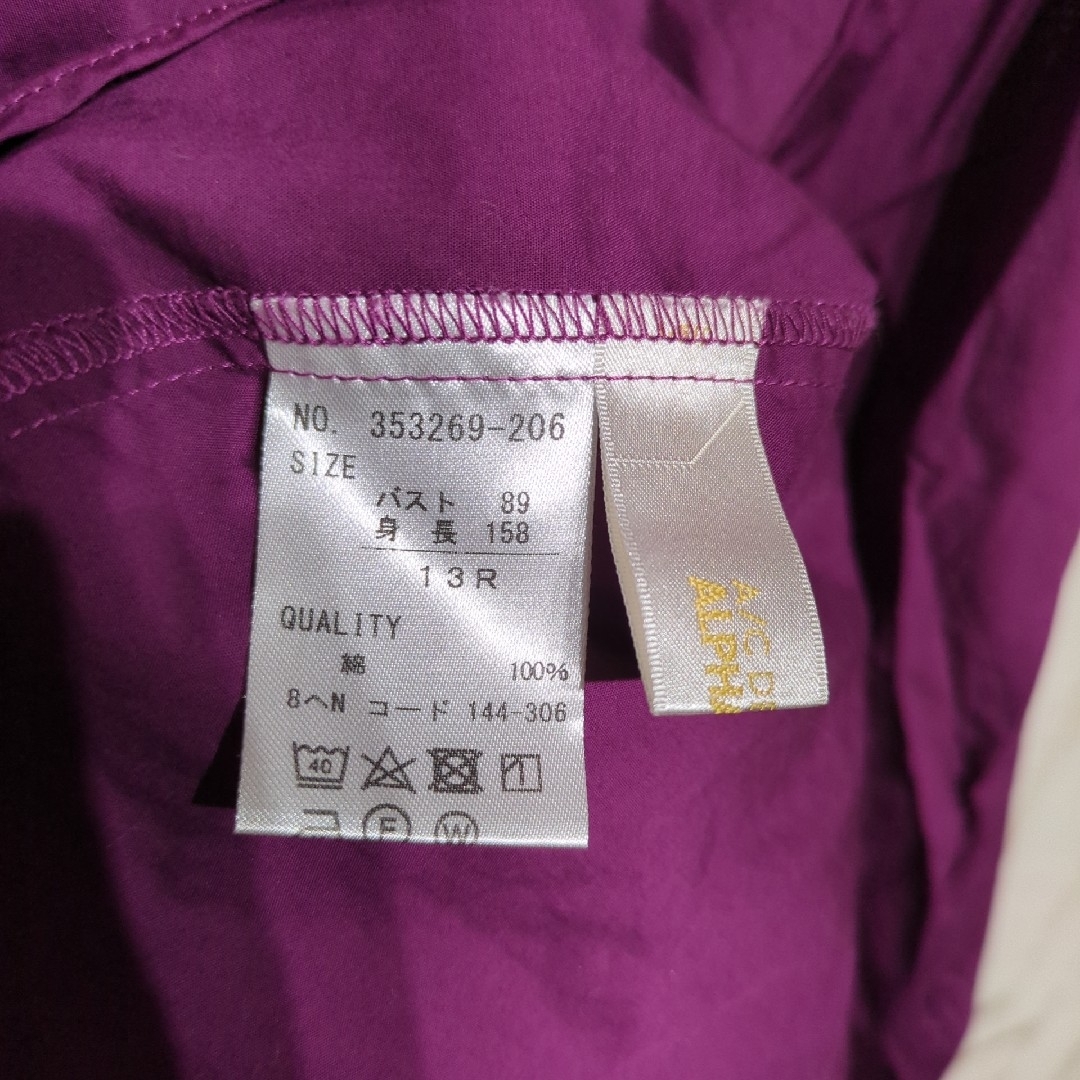 NO. 353269-206
SIZE
バスト 89
身長 158
13R
QUALITY
綿 100%
8へN コード 144-306
40
F W
A/C